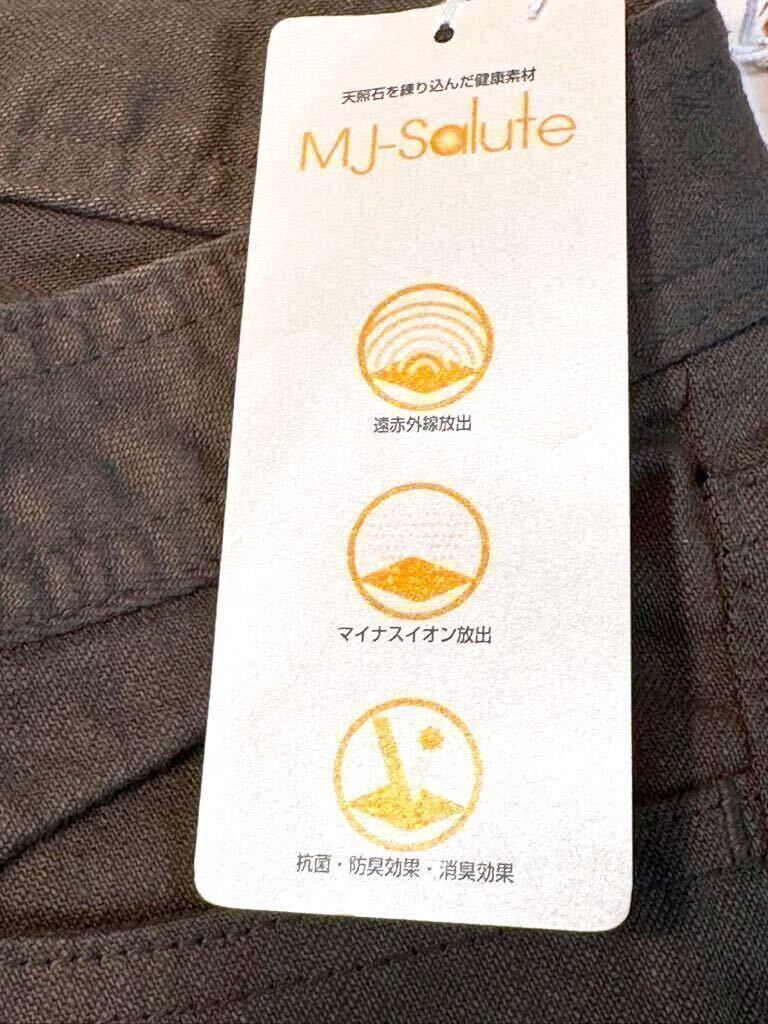 天照石を練り込んだ健康素材
MJ-Salute
遠赤外線放出
マイナスイオン放出
抗菌・防臭効果・消臭効果